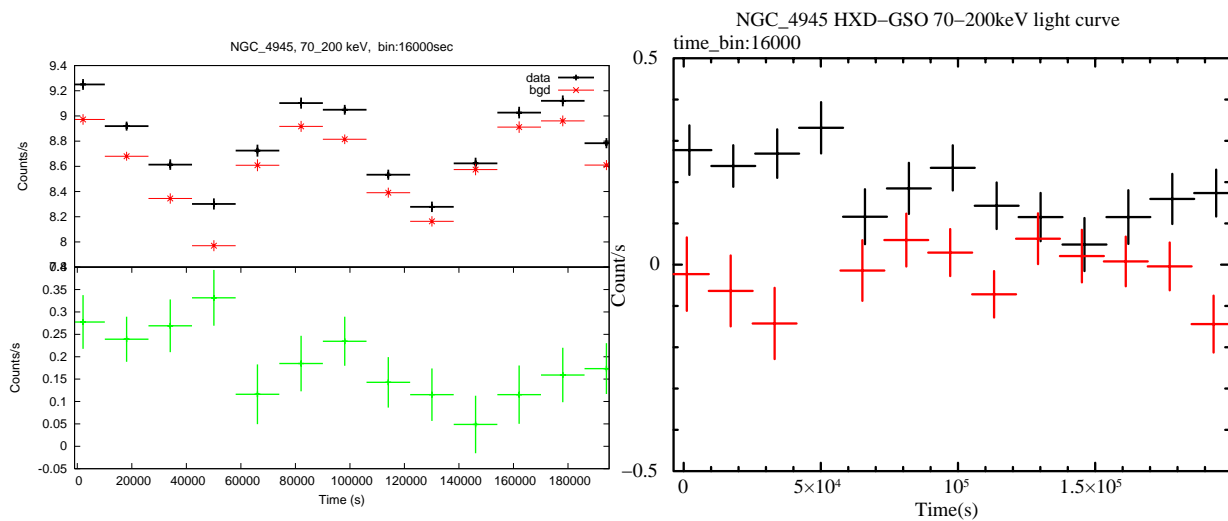 NGC_4945, 70_200 keV, bin:16000sec
data
bgd
9.4
9.2
9
8.8
8.6
8.4
8.2
8
Counts/s
0.35
0.3
0.25
0.2
0.15
0.1
0.05
0
-0.05
Counts/s
0 20000 40000 60000 80000 100000 120000 140000 160000 180000
Time (s)
NGC_4945 HXD−GSO 70−200keV light curve
time_bin:16000
0.5
0
−0.5
Count/s
0 5×10⁴ 10⁵ 1.5×10⁵
Time(s)